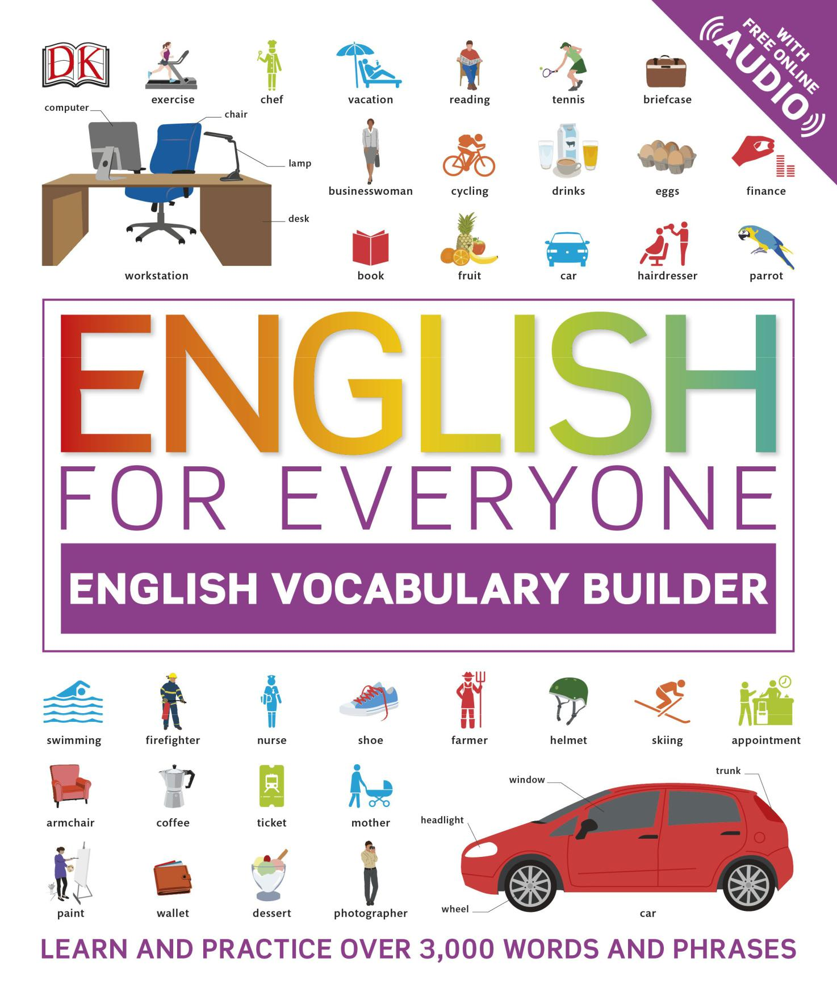 WITH
FREE ONLINE
AUDIO
DK
exercise
chef
vacation
reading
tennis
briefcase
computer
chair
lamp
desk
workstation
businesswoman
cycling
drinks
eggs
finance
book
fruit
car
hairdresser
parrot
ENGLISH
FOR EVERYONE
ENGLISH VOCABULARY BUILDER
swimming
firefighter
nurse
shoe
farmer
helmet
skiing
appointment
armchair
coffee
ticket
mother
window
trunk
headlight
wheel
car
paint
wallet
dessert
photographer
LEARN AND PRACTICE OVER 3,000 WORDS AND PHRASES